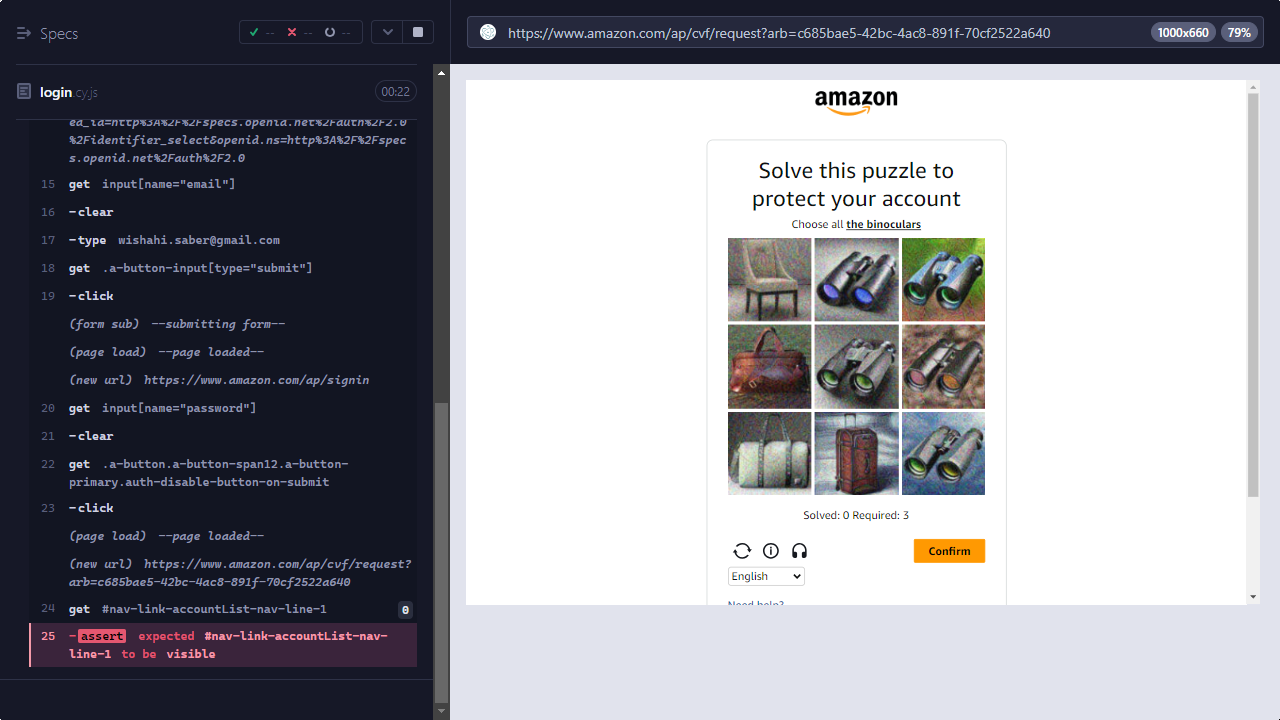 Specs
-- -- --
https://www.amazon.com/ap/cvf/request?arb=c685bae5-42bc-4ac8-891f-70cf2522a640
1000x660
79%
login.cy.js
00:22
ea_id=http%3A%2F%2Fspecs.openid.net%2Fauth%2F2.0
%2Fidentifier_select&openid.ns=http%3A%2F%2Fspec
s.openid.net%2Fauth%2F2.0
15 get input[name="email"]
16 -clear
17 -type wishahi.saber@gmail.com
18 get .a-button-input[type="submit"]
19 -click
(form sub) --submitting form--
(page load) --page loaded--
(new url) https://www.amazon.com/ap/signin
20 get input[name="password"]
21 -clear
22 get .a-button.a-button-span12.a-button-
primary.auth-disable-button-on-submit
23 -click
(page load) --page loaded--
(new url) https://www.amazon.com/ap/cvf/request?
arb=c685bae5-42bc-4ac8-891f-70cf2522a640
24 get #nav-link-accountList-nav-line-1 0
25 -assert expected #nav-link-accountList-nav-
line-1 to be visible
amazon
Solve this puzzle to
protect your account
Choose all the binoculars
Solved: 0 Required: 3
Confirm
English
Need help?